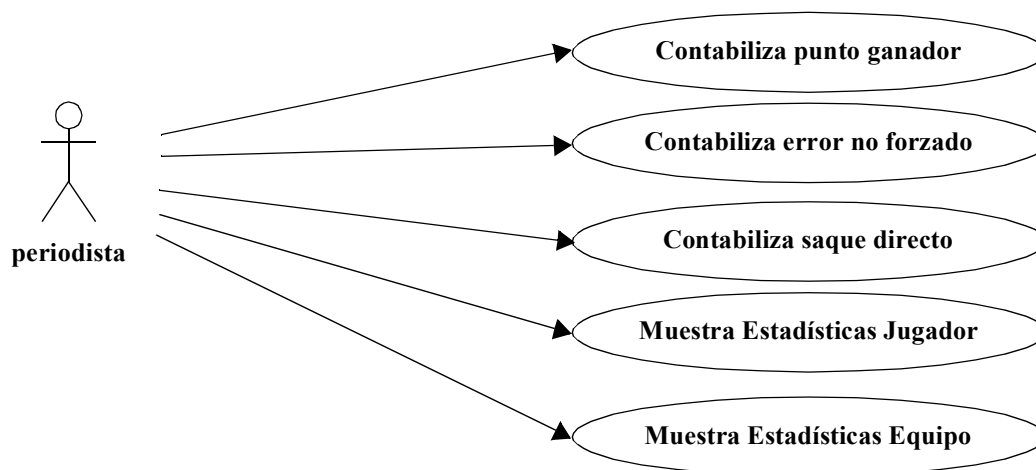 Contabiliza punto ganador
Contabiliza error no forzado
periodista
Contabiliza saque directo
Muestra Estadísticas Jugador
Muestra Estadísticas Equipo